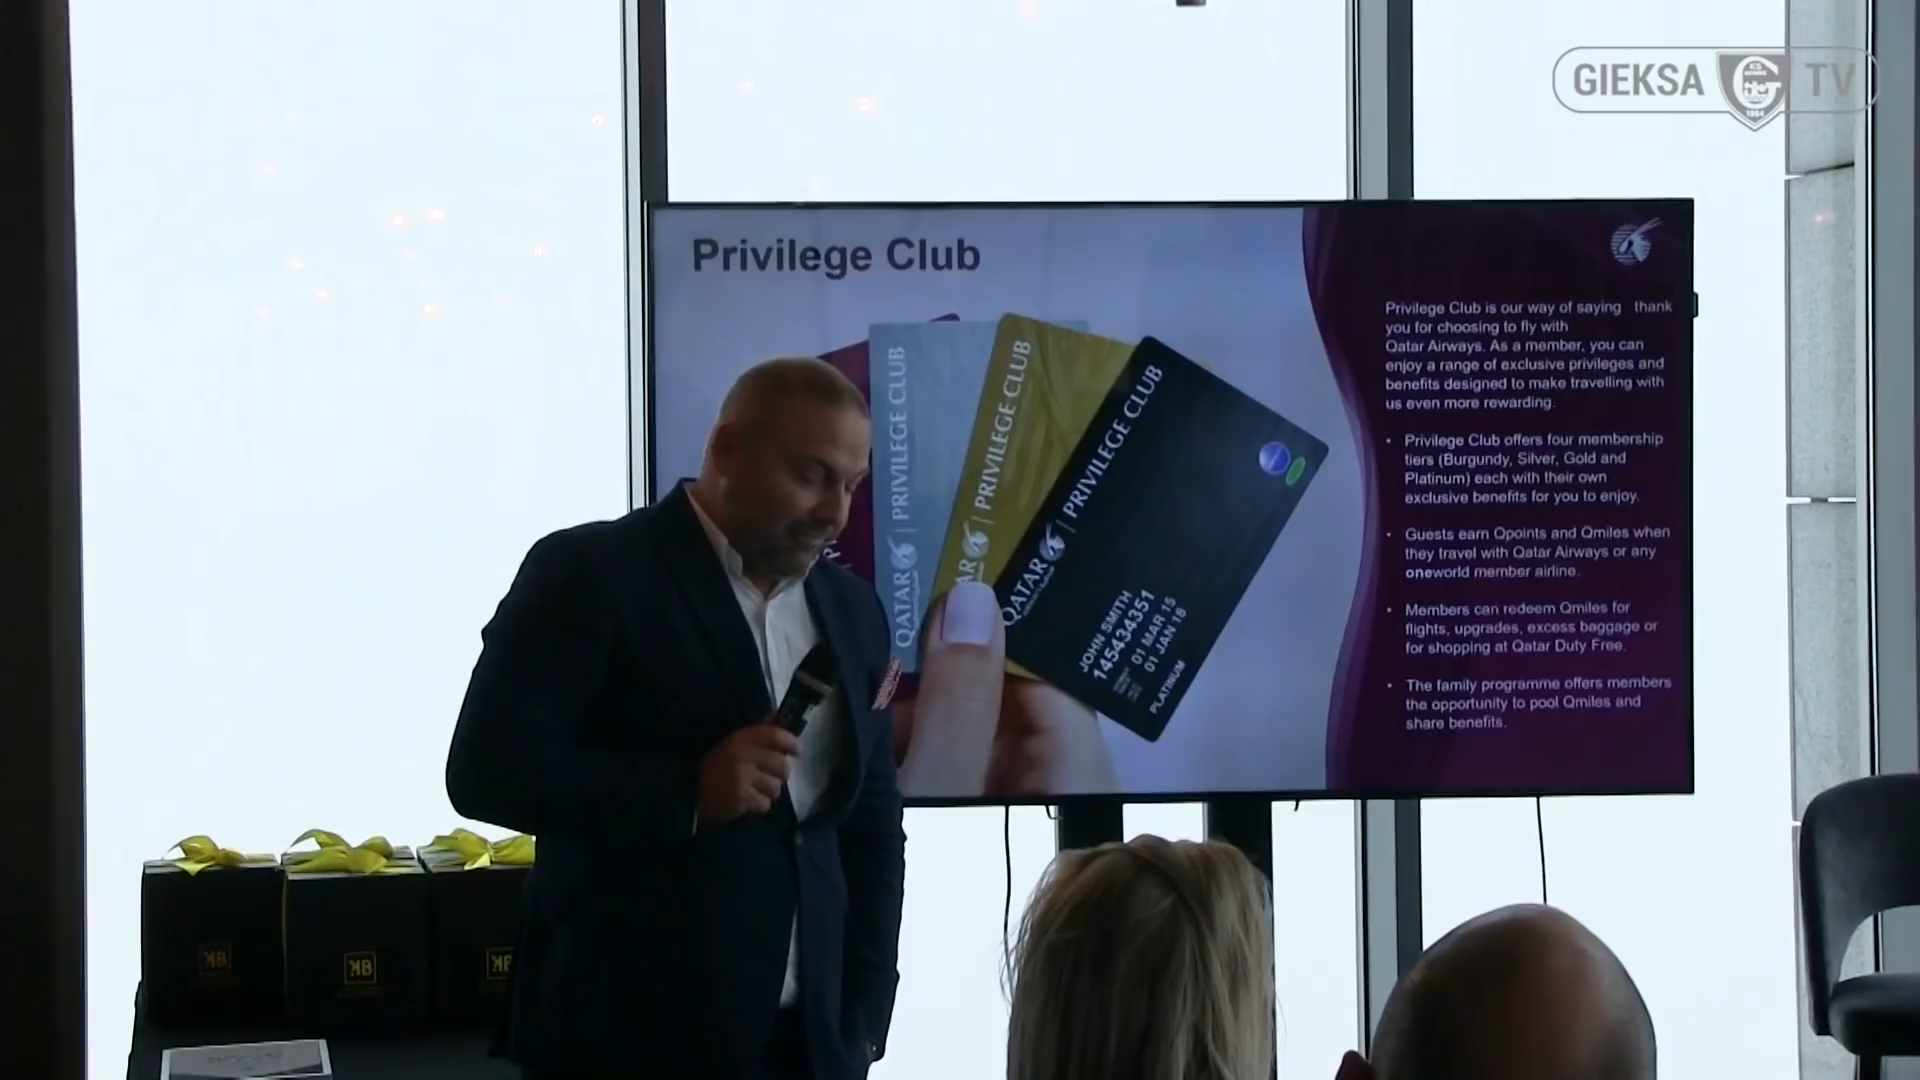 GIEKSA TV
KS
1964
Privilege Club
Privilege Club is our way of saying thank
you for choosing to fly with
Qatar Airways. As a member, you can
enjoy a range of exclusive privileges and
benefits designed to make travelling with
us even more rewarding.
• Privilege Club offers four membership
tiers (Burgundy, Silver, Gold and
Platinum) each with their own
exclusive benefits for you to enjoy.
• Guests earn Qpoints and Qmiles when
they travel with Qatar Airways or any
oneworld member airline.
• Members can redeem Qmiles for
flights, upgrades, excess baggage or
for shopping at Qatar Duty Free.
• The family programme offers members
the opportunity to pool Qmiles and
share benefits.
QATAR | PRIVILEGE CLUB
AR | PRIVILEGE CLUB
QATAR | PRIVILEGE CLUB
JOHN SMITH
145434351
01 MAR 15
01 JAN 18
PLATINUM
KB
KB
KB